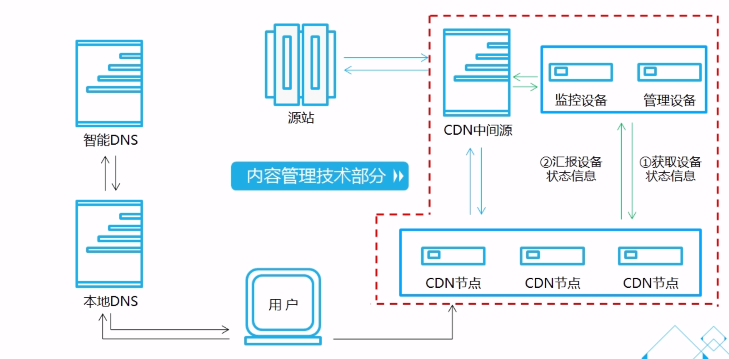 源站
CDN中间源
监控设备
管理设备
智能DNS
②汇报设备
状态信息
①获取设备
状态信息
内容管理技术部分
CDN节点
CDN节点
CDN节点
本地DNS
用户